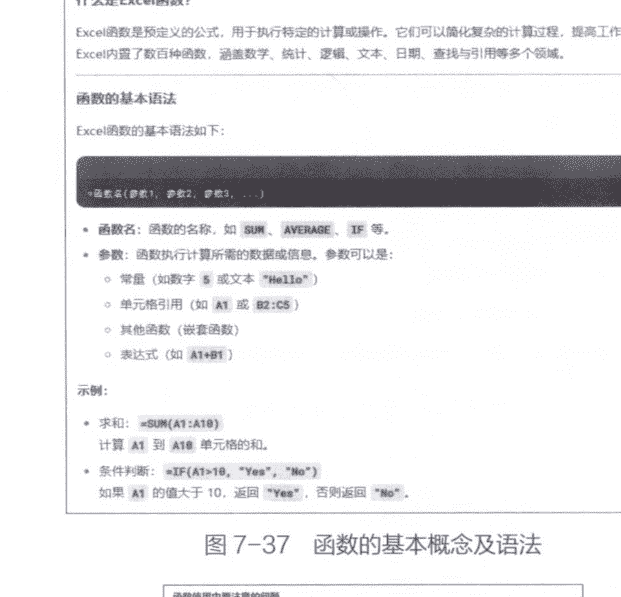 什么是Excel函数？
Excel函数是预定义的公式，用于执行特定的计算或操作。它们可以简化复杂的计算过程，提高工作
Excel内置了数百种函数，涵盖数学、统计、逻辑、文本、日期、查找与引用等多个领域。
函数的基本语法
Excel函数的基本语法如下：
=函数名(参数1, 参数2, 参数3, ...)
• 函数名：函数的名称，如 SUM、AVERAGE、IF 等。
• 参数：函数执行计算所需的数据或信息。参数可以是：
○ 常量（如数字 5 或文本 "Hello"）
○ 单元格引用（如 A1 或 B2:C5）
○ 其他函数（嵌套函数）
○ 表达式（如 A1+B1）
示例：
• 求和： =SUM(A1:A10)
计算 A1 到 A10 单元格的和。
• 条件判断： =IF(A1>10, "Yes", "No")
如果 A1 的值大于 10，返回 "Yes"，否则返回 "No"。
图 7-37 函数的基本概念及语法